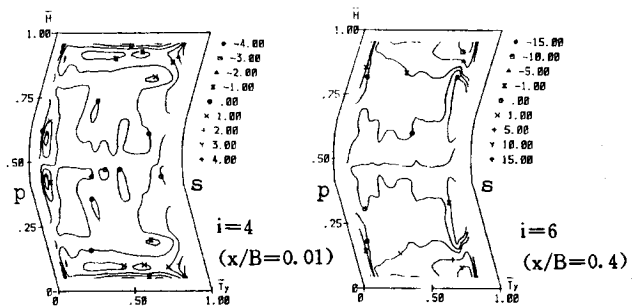 H̄
1.00
.75
.50
.25
0
0
.50
T̄y
1.00
P
S
-4.00
-3.00
-2.00
-1.00
.00
1.00
2.00
3.00
4.00
i=4
(x/B=0.01)
H̄
1.00
.75
.50
.25
0
0
.50
T̄y
1.00
P
S
-15.00
-10.00
-5.00
-1.00
.00
1.00
5.00
10.00
15.00
i=6
(x/B=0.4)